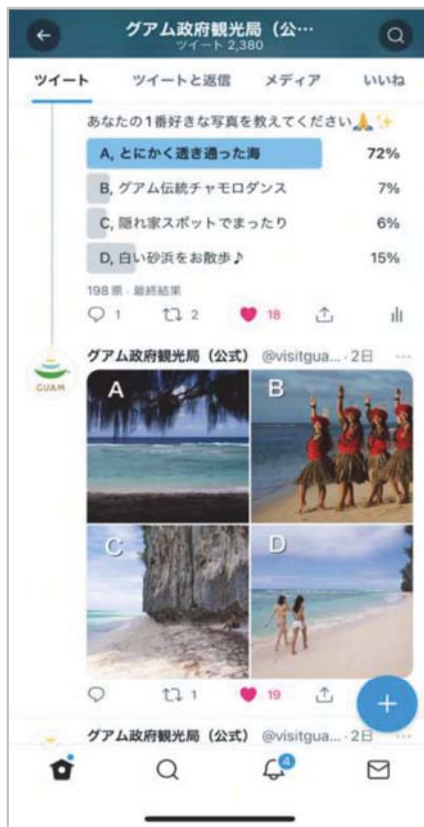 グアム政府観光局（公…
ツイート 2,380
ツイート ツイートと返信 メディア いいね
あなたの1番好きな写真を教えてください🙏✨
A, とにかく透き通った海 72%
B, グアム伝統チャモロダンス 7%
C, 隠れ家スポットでまったり 6%
D, 白い砂浜をお散歩♪ 15%
198 票・最終結果
1 2 18
グアム政府観光局（公式） @visitgua...・2日
GUAM
A B
C D
1 19
グアム政府観光局（公式） @visitgua...・2日
4